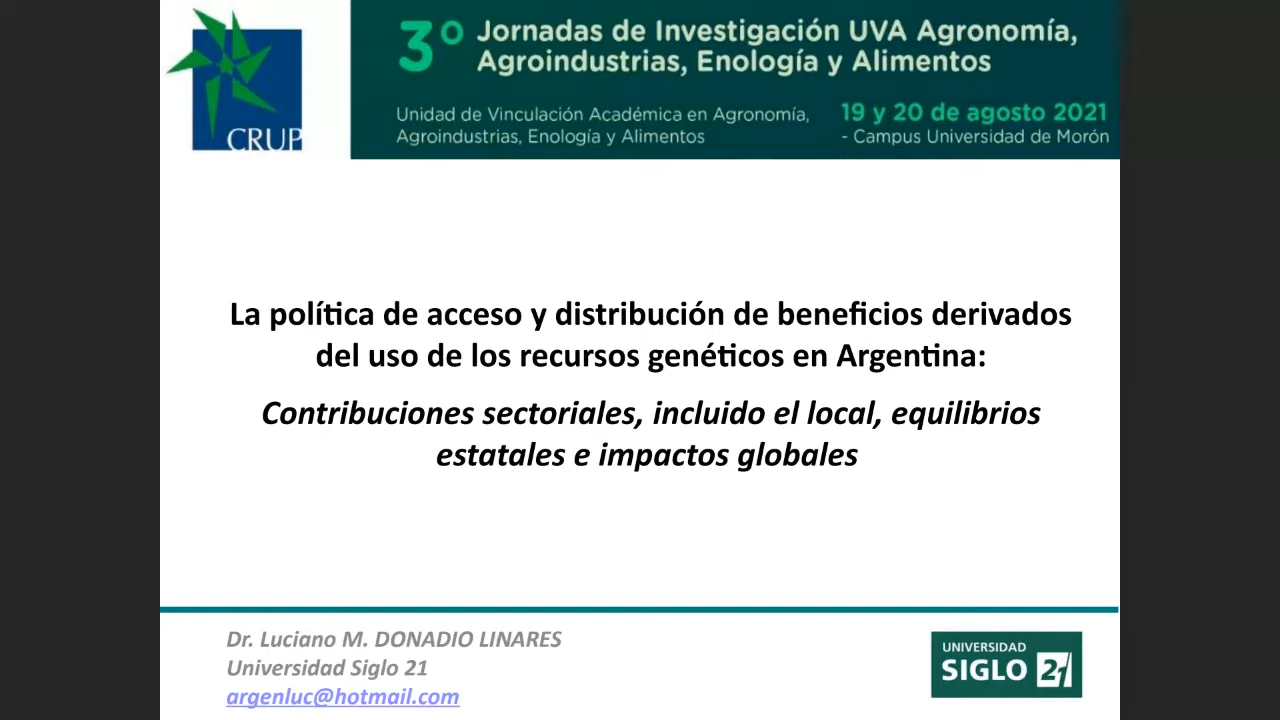 CRUP
3º Jornadas de Investigación UVA Agronomía,
Agroindustrias, Enología y Alimentos
Unidad de Vinculación Académica en Agronomía,
Agroindustrias, Enología y Alimentos
19 y 20 de agosto 2021
- Campus Universidad de Morón
La política de acceso y distribución de beneficios derivados
del uso de los recursos genéticos en Argentina:
Contribuciones sectoriales, incluido el local, equilibrios
estatales e impactos globales
Dr. Luciano M. DONADIO LINARES
Universidad Siglo 21
argenluc@hotmail.com
UNIVERSIDAD
SIGLO 21